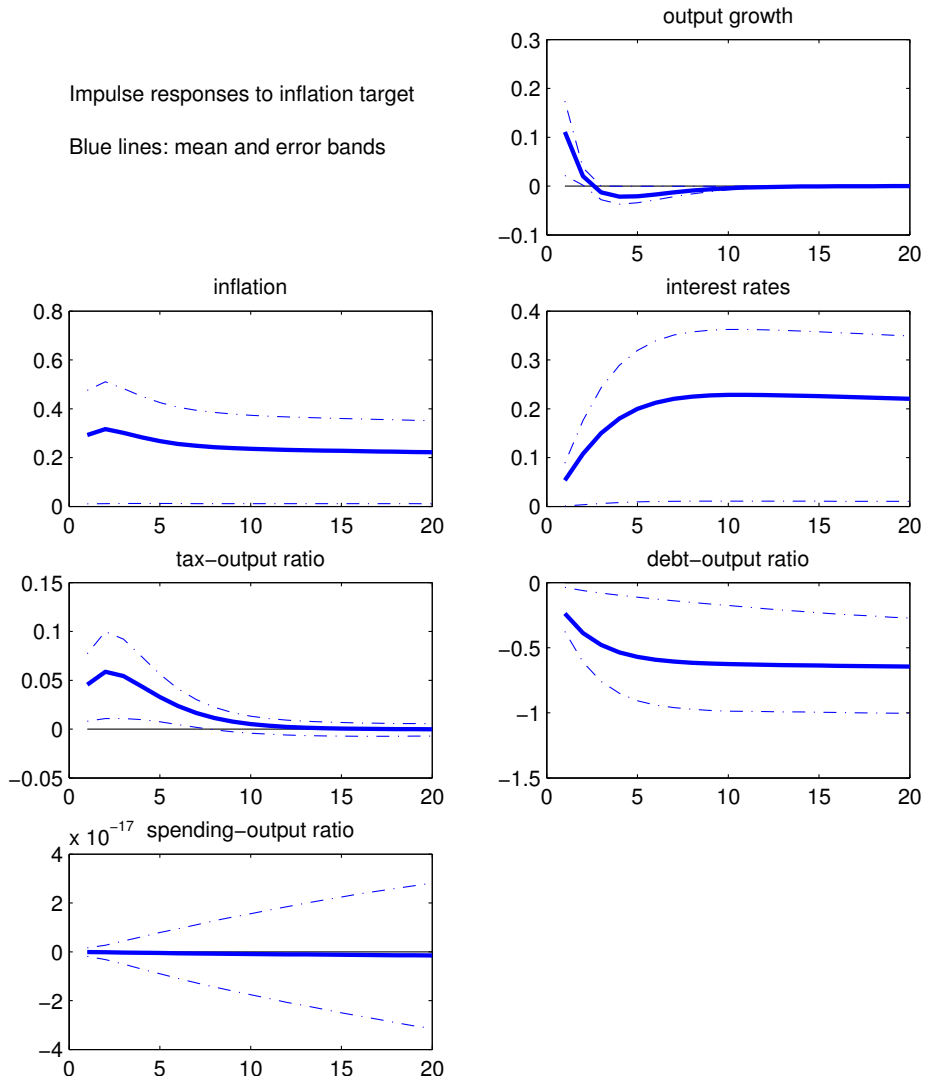 output growth
Impulse responses to inflation target
Blue lines: mean and error bands
0.3
0.2
0.1
0
−0.1
0 5 10 15 20
inflation
0.8
0.6
0.4
0.2
0
0 5 10 15 20
interest rates
0.4
0.3
0.2
0.1
0
0 5 10 15 20
tax−output ratio
0.15
0.1
0.05
0
−0.05
0 5 10 15 20
debt−output ratio
0
−0.5
−1
−1.5
0 5 10 15 20
x 10^−17 spending−output ratio
4
2
0
−2
−4
0 5 10 15 20